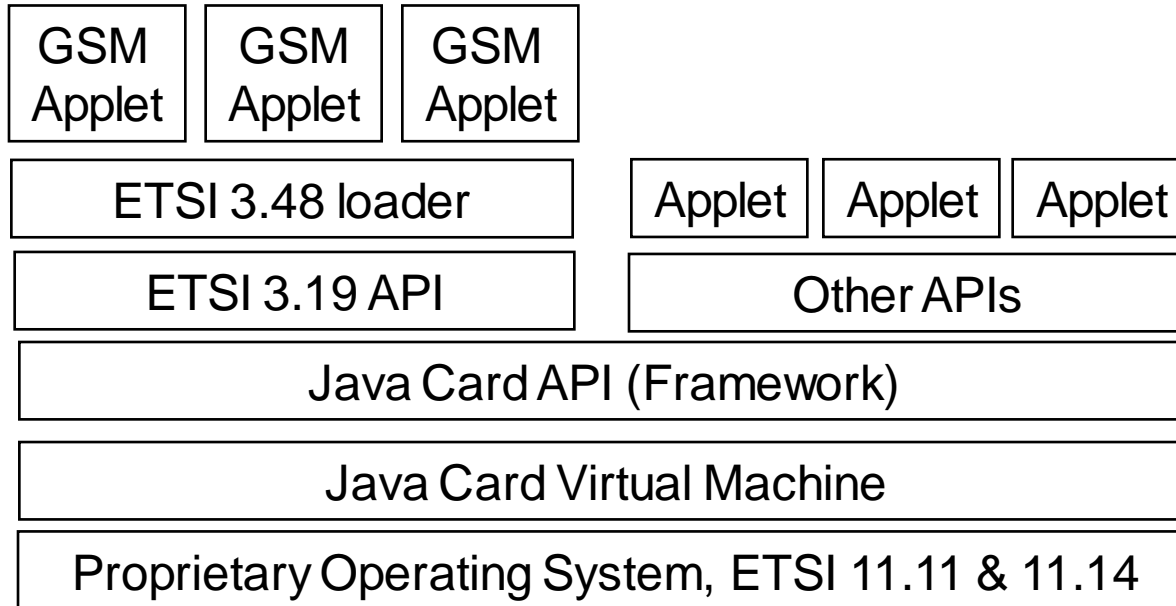 GSM
Applet
GSM
Applet
GSM
Applet
ETSI 3.48 loader
Applet
Applet
Applet
ETSI 3.19 API
Other APIs
Java Card API (Framework)
Java Card Virtual Machine
Proprietary Operating System, ETSI 11.11 & 11.14